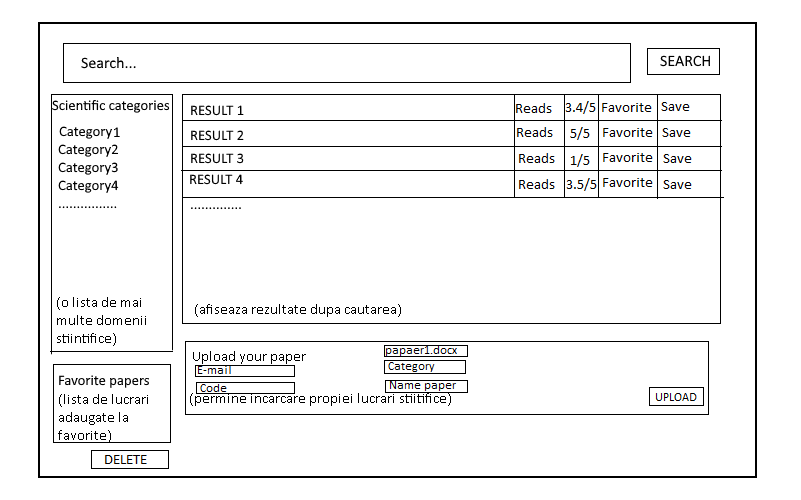 Search...
SEARCH
Scientific categories
Category1
Category2
Category3
Category4
................
(o lista de mai
multe domenii
stiintifice)
RESULT 1 Reads 3.4/5 Favorite Save
RESULT 2 Reads 5/5 Favorite Save
RESULT 3 Reads 1/5 Favorite Save
RESULT 4 Reads 3.5/5 Favorite Save
..............
(afiseaza rezultate dupa cautarea)
Favorite papers
(lista de lucrari
adaugate la
favorite)
DELETE
Upload your paper
E-mail
Code
papaer1.docx
Category
Name paper
(permine incarcare propiei lucrari stiitifice)
UPLOAD